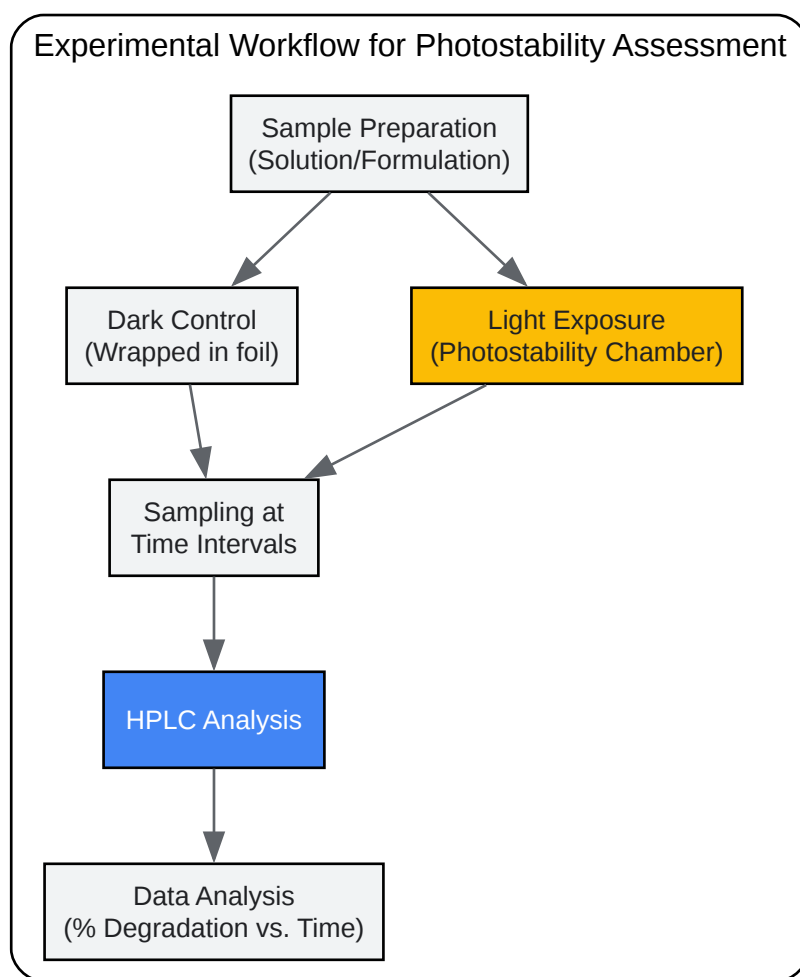 Experimental Workflow for Photostability Assessment
Sample Preparation
(Solution/Formulation)
Dark Control
(Wrapped in foil)
Light Exposure
(Photostability Chamber)
Sampling at
Time Intervals
HPLC Analysis
Data Analysis
(% Degradation vs. Time)